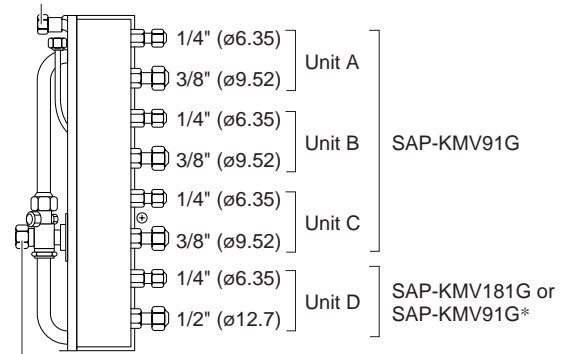 1/4" (ø6.35)
3/8" (ø9.52)
Unit A
1/4" (ø6.35)
3/8" (ø9.52)
Unit B
SAP-KMV91G
1/4" (ø6.35)
3/8" (ø9.52)
Unit C
1/4" (ø6.35)
1/2" (ø12.7)
Unit D
SAP-KMV181G or
SAP-KMV91G*